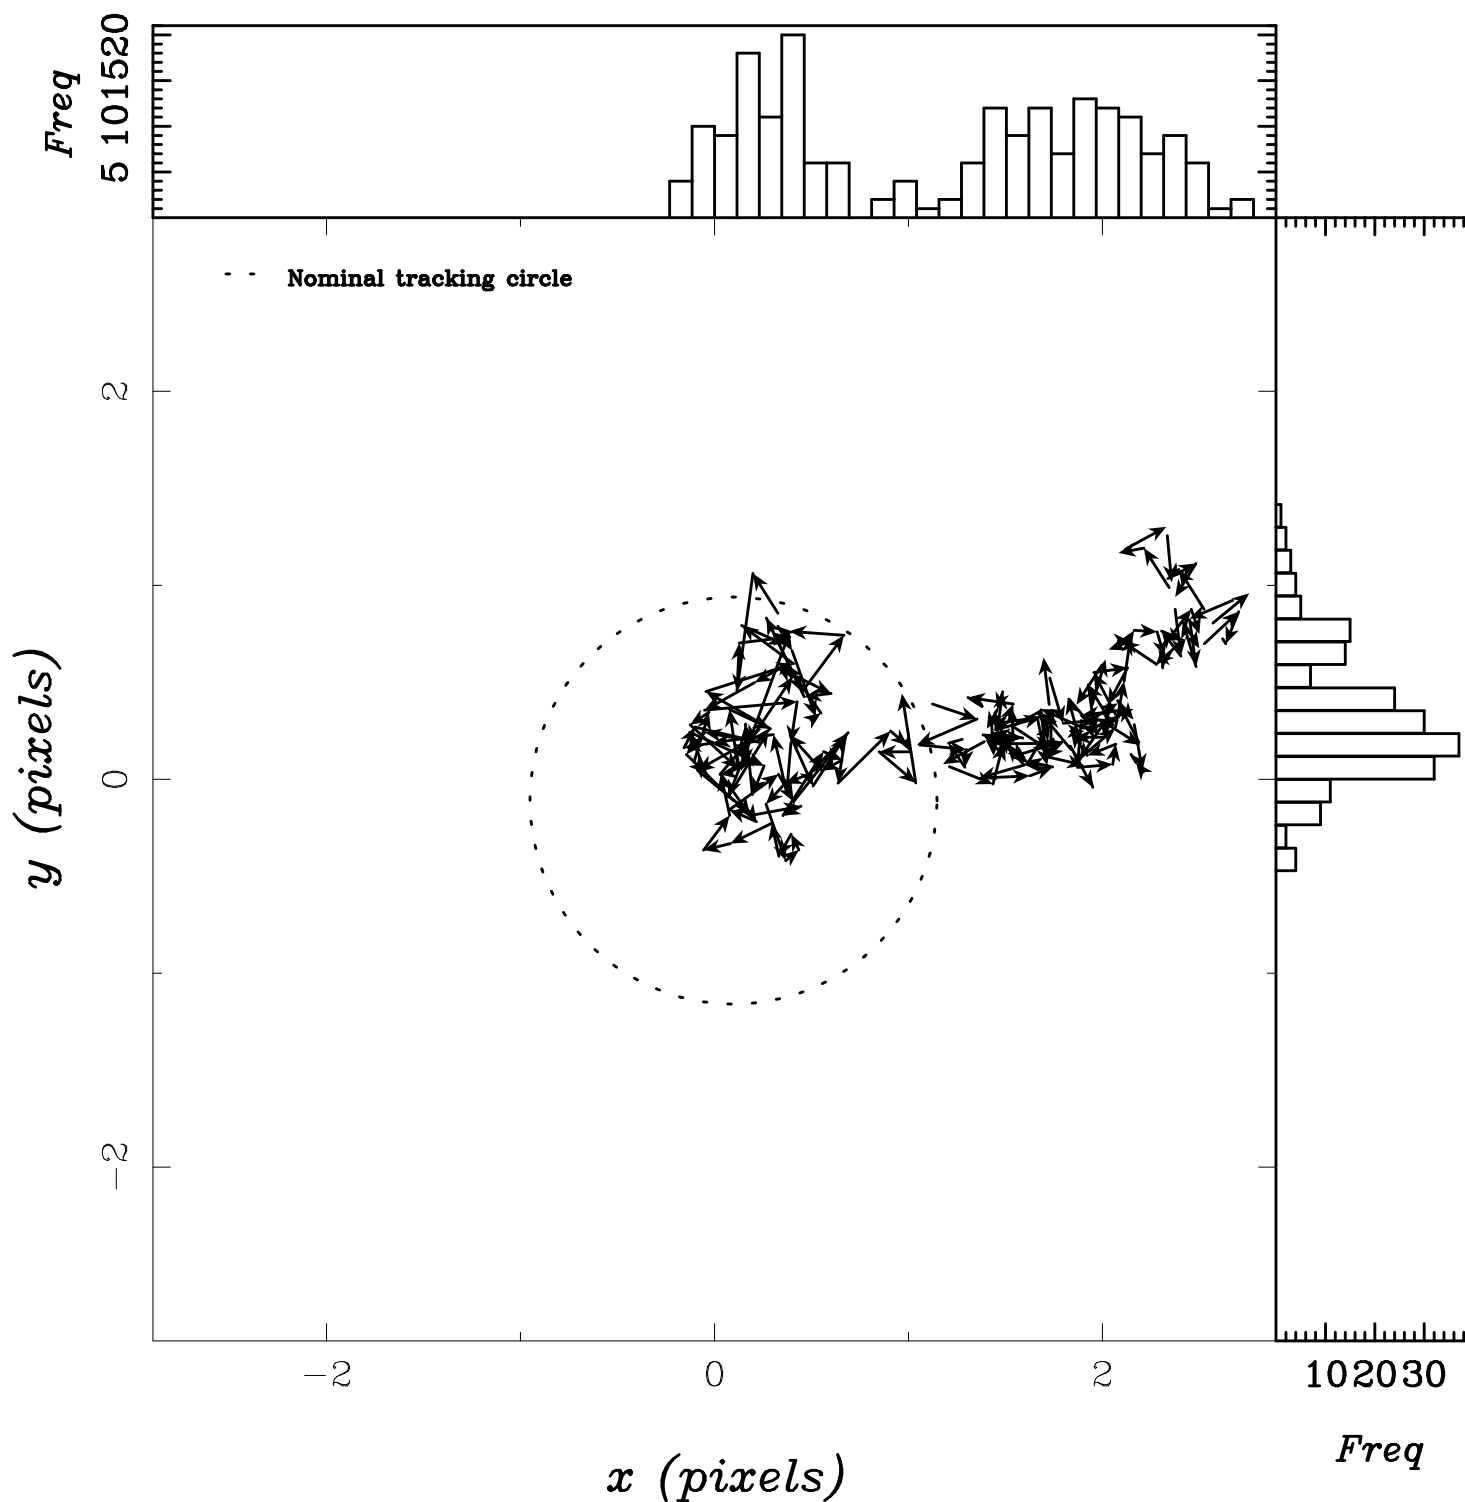 Freq
5 101520
Nominal tracking circle
2
0
-2
y (pixels)
-2 0 2
102030
x (pixels)
Freq